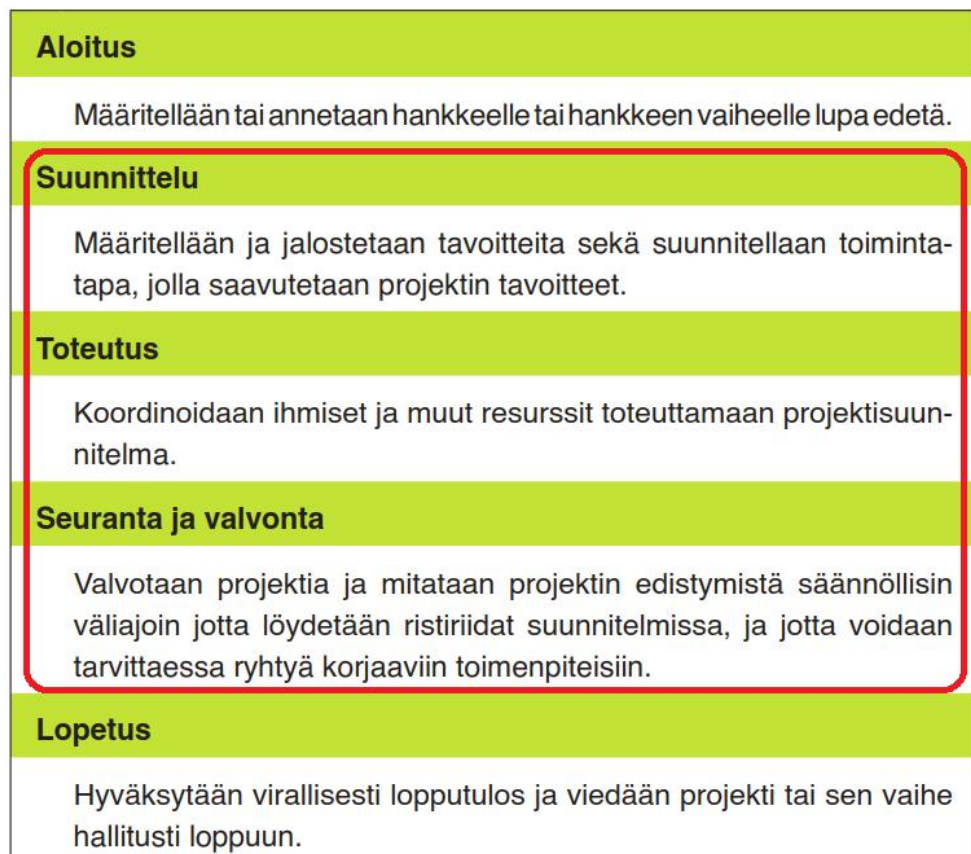 Aloitus
Määritellään tai annetaan hankkeelle tai hankkeen vaiheelle lupa edetä.
Suunnittelu
Määritellään ja jalostetaan tavoitteita sekä suunnitellaan toiminta-
tapa, jolla saavutetaan projektin tavoitteet.
Toteutus
Koordinoidaan ihmiset ja muut resurssit toteuttamaan projektisuun-
nitelma.
Seuranta ja valvonta
Valvotaan projektia ja mitataan projektin edistymistä säännöllisin
väliajoin jotta löydetään ristiriidat suunnitelmissa, ja jotta voidaan
tarvittaessa ryhtyä korjaaviin toimenpiteisiin.
Lopetus
Hyväksytään virallisesti lopputulos ja viedään projekti tai sen vaihe
hallitusti loppuun.